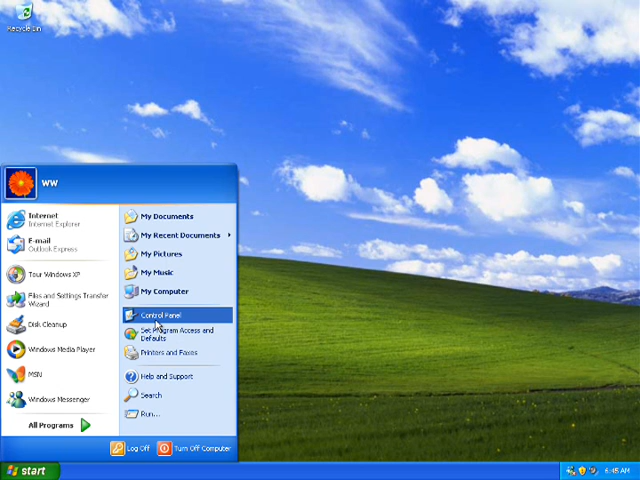 Recycle Bin
ww
Internet
Internet Explorer
E-mail
Outlook Express
Tour Windows XP
Files and Settings Transfer
Wizard
Disk Cleanup
Windows Media Player
MSN
Windows Messenger
All Programs
My Documents
My Recent Documents
My Pictures
My Music
My Computer
Control Panel
Set Program Access and
Defaults
Printers and Faxes
Help and Support
Search
Run...
Log Off
Turn Off Computer
start
6:45 AM